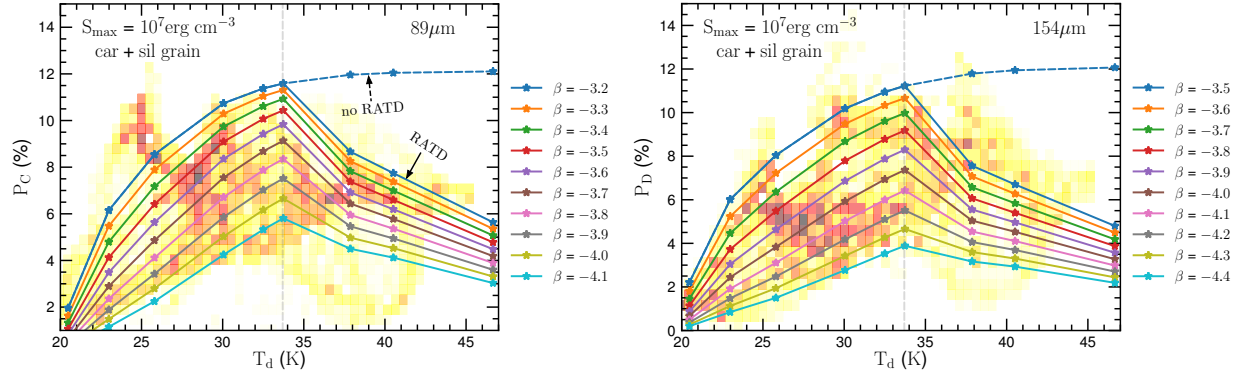 S_max = 10^7 erg cm^-3
car + sil grain
89μm
no RATD
RATD
P_C (%)
14
12
10
8
6
4
2
20 25 30 35 40 45
T_d (K)
β = −3.2
β = −3.3
β = −3.4
β = −3.5
β = −3.6
β = −3.7
β = −3.8
β = −3.9
β = −4.0
β = −4.1
S_max = 10^7 erg cm^-3
car + sil grain
154μm
P_D (%)
14
12
10
8
6
4
2
0
20 25 30 35 40 45
T_d (K)
β = −3.5
β = −3.6
β = −3.7
β = −3.8
β = −3.9
β = −4.0
β = −4.1
β = −4.2
β = −4.3
β = −4.4